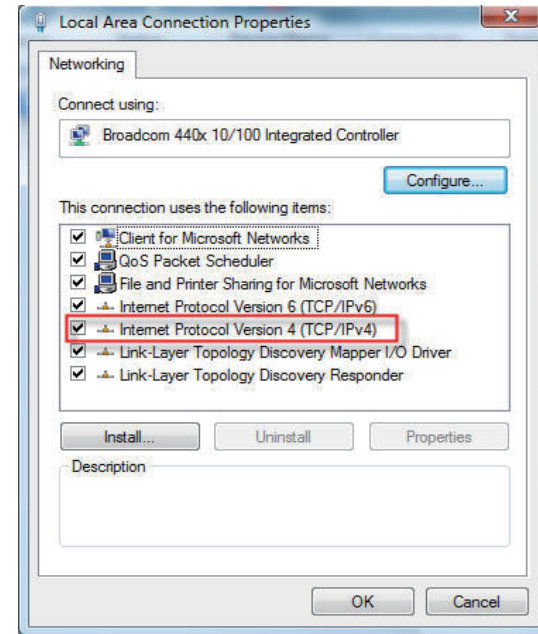 Local Area Connection Properties
Networking
Connect using:
Broadcom 440x 10/100 Integrated Controller
Configure...
This connection uses the following items:
Client for Microsoft Networks
QoS Packet Scheduler
File and Printer Sharing for Microsoft Networks
Internet Protocol Version 6 (TCP/IPv6)
Internet Protocol Version 4 (TCP/IPv4)
Link-Layer Topology Discovery Mapper I/O Driver
Link-Layer Topology Discovery Responder
Install... Uninstall Properties
Description
OK Cancel